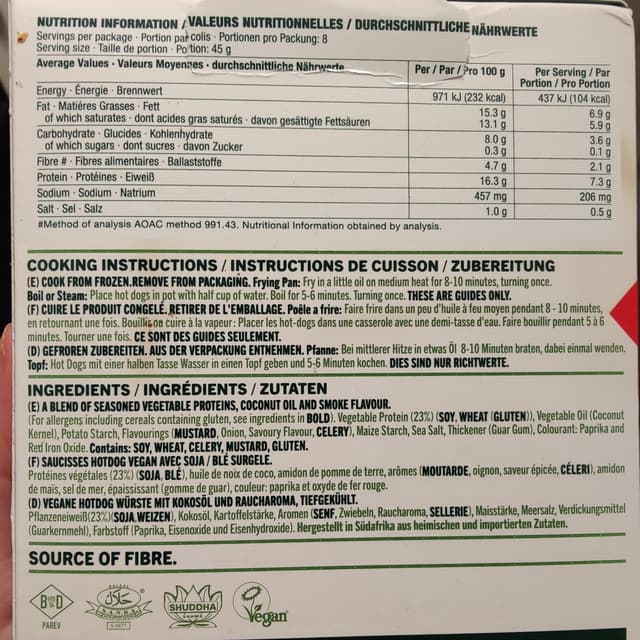 NUTRITION INFORMATION / VALEURS NUTRITIONNELLES / DURCHSCHNITTLICHE NÄHRWERTE
Servings per package · Portion par colis · Portionen pro Packung: 8
Serving size · Taille de portion · Portion: 45 g
Average Values · Valeurs Moyennes · durchschnittliche Nährwerte Per / Par / Pro 100 g Per Serving / Par Portion / Pro Portion
Energy · Énergie · Brennwert 971 kJ (232 kcal) 437 kJ (104 kcal)
Fat · Matiéres Grasses · Fett 15.3 g 6.9 g
of which saturates · dont acides gras saturés · davon gesättigte Fettsäuren 13.1 g 5.9 g
Carbohydrate · Glucides · Kohlenhydrate 8.0 g 3.6 g
of which sugars · dont sucres · davon Zucker 0.3 g 0.1 g
Fibre # · Fibres alimentaires · Ballaststoffe 4.7 g 2.1 g
Protein · Protéines · Eiweiß 16.3 g 7.3 g
Sodium · Sodium · Natrium 457 mg 206 mg
Salt · Sel · Salz 1.0 g 0.5 g
#Method of analysis AOAC method 991.43. Nutritional Information obtained by analysis.
COOKING INSTRUCTIONS / INSTRUCTIONS DE CUISSON / ZUBEREITUNG
(E) COOK FROM FROZEN.REMOVE FROM PACKAGING. Frying Pan: Fry in a little oil on medium heat for 8-10 minutes, turning once.
Boil or Steam: Place hot dogs in pot with half cup of water. Boil for 5-6 minutes. Turning once. THESE ARE GUIDES ONLY.
(F) CUIRE LE PRODUIT CONGELÉ. RETIRER DE L'EMBALLAGE. Poêle a frire: Faire frire dans un peu d'huile à feu moyen pendant 8 - 10 minutes,
en retournant une fois. Bouillis on cuire à la vapeur : Placer les hot-dogs dans une casserole avec une demi-tasse d'eau. Faire bouillir pendant 5 à 6
minutes. Tourner une fois. CE SONT DES GUIDES SEULEMENT.
(D) GEFROREN ZUBEREITEN. AUS DER VERPACKUNG ENTNEHMEN. Pfanne: Bei mittlerer Hitze in etwas Öl 8-10 Minuten braten, dabei einmal wenden.
Topf: Hot Dogs mit einer halben Tasse Wasser in einen Topf geben und 5-6 Minuten kochen. DIES SIND NUR RICHTWERTE.
INGREDIENTS / INGRÉDIENTS / ZUTATEN
(E) A BLEND OF SEASONED VEGETABLE PROTEINS, COCONUT OIL AND SMOKE FLAVOUR.
(For allergens including cereals containing gluten, see ingredients in BOLD). Vegetable Protein (23%) (SOY, WHEAT (GLUTEN)), Vegetable Oil (Coconut
Kernel), Potato Starch, Flavourings (MUSTARD, Onion, Savoury Flavour, CELERY), Maize Starch, Sea Salt, Thickener (Guar Gum), Colourant: Paprika and
Red Iron Oxide. Contains: SOY, WHEAT, CELERY, MUSTARD, GLUTEN.
(F) SAUCISSES HOTDOG VEGAN AVEC SOJA / BLÉ SURGELE.
Protéines végétales (23%) (SOJA, BLÉ), huile de noix de coco, amidon de pomme de terre, arômes (MOUTARDE, oignon, saveur épicée, CÉLERI), amidon
de maïs, sel de mer, épaississant (gomme de guar), couleur: paprika et oxyde de fer rouge.
(D) VEGANE HOTDOG WÜRSTE MIT KOKOSÖL UND RAUCHAROMA, TIEFGEKÜHLT.
Pflanzeneiweiß(23%)(SOJA,WEIZEN), Kokosöl, Kartoffelstärke, Aromen (SENF, Zwiebeln, Raucharoma, SELLERIE), Maisstärke, Meersalz, Verdickungsmittel
(Guarkernmehl), Farbstoff (Paprika, Eisenoxide und Eisenhydroxide). Hergestellt in Südafrika aus heimischen und importierten Zutaten.
SOURCE OF FIBRE.
PAREV
SHUDDHA
Vegan